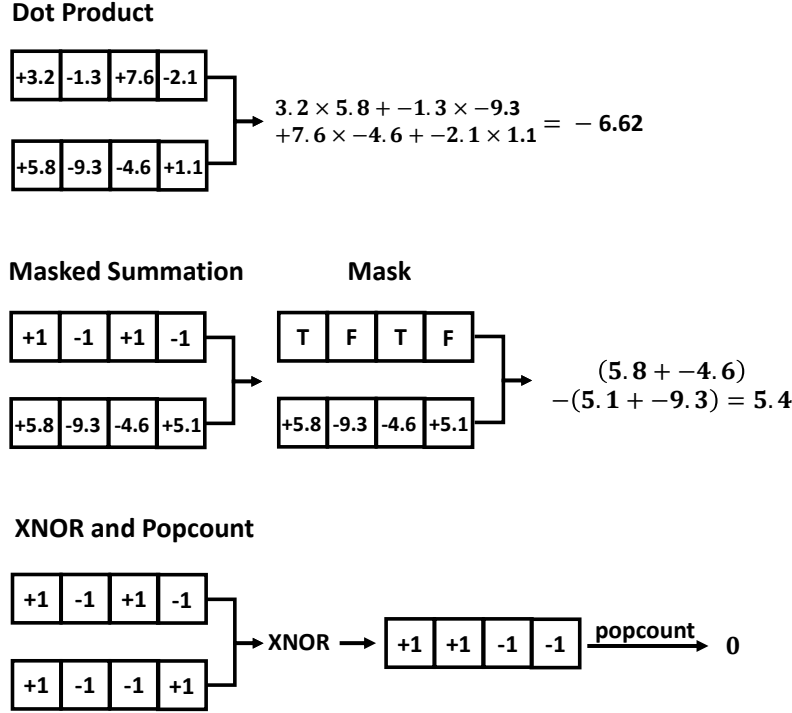 Dot Product
+3.2 -1.3 +7.6 -2.1
3.2 × 5.8 + −1.3 × −9.3
+7.6 × −4.6 + −2.1 × 1.1 = − 6.62
+5.8 -9.3 -4.6 +1.1
Masked Summation Mask
+1 -1 +1 -1 T F T F
(5.8 + −4.6)
−(5.1 + −9.3) = 5.4
+5.8 -9.3 -4.6 +5.1 +5.8 -9.3 -4.6 +5.1
XNOR and Popcount
+1 -1 +1 -1
XNOR +1 +1 -1 -1 popcount 0
+1 -1 -1 +1